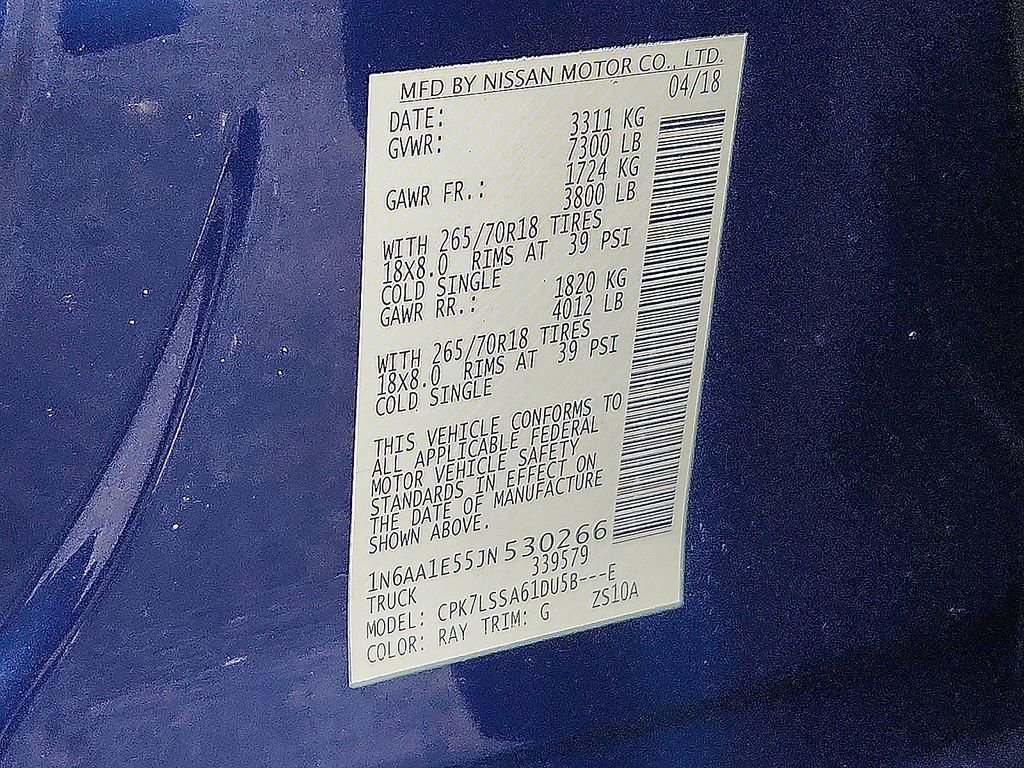 MFD BY NISSAN MOTOR CO., LTD.
DATE: 04/18
GVWR: 3311 KG
7300 LB
GAWR FR.: 1724 KG
3800 LB
WITH 265/70R18 TIRES
18X8.0 RIMS AT 39 PSI
COLD SINGLE
GAWR RR.: 1820 KG
4012 LB
WITH 265/70R18 TIRES
18X8.0 RIMS AT 39 PSI
COLD SINGLE
THIS VEHICLE CONFORMS TO
ALL APPLICABLE FEDERAL
MOTOR VEHICLE SAFETY
STANDARDS IN EFFECT ON
THE DATE OF MANUFACTURE
SHOWN ABOVE.
1N6AA1E55JN530266
TRUCK 339579
MODEL: CPK7LSSA61DU5B---E
COLOR: RAY TRIM: G ZS10A